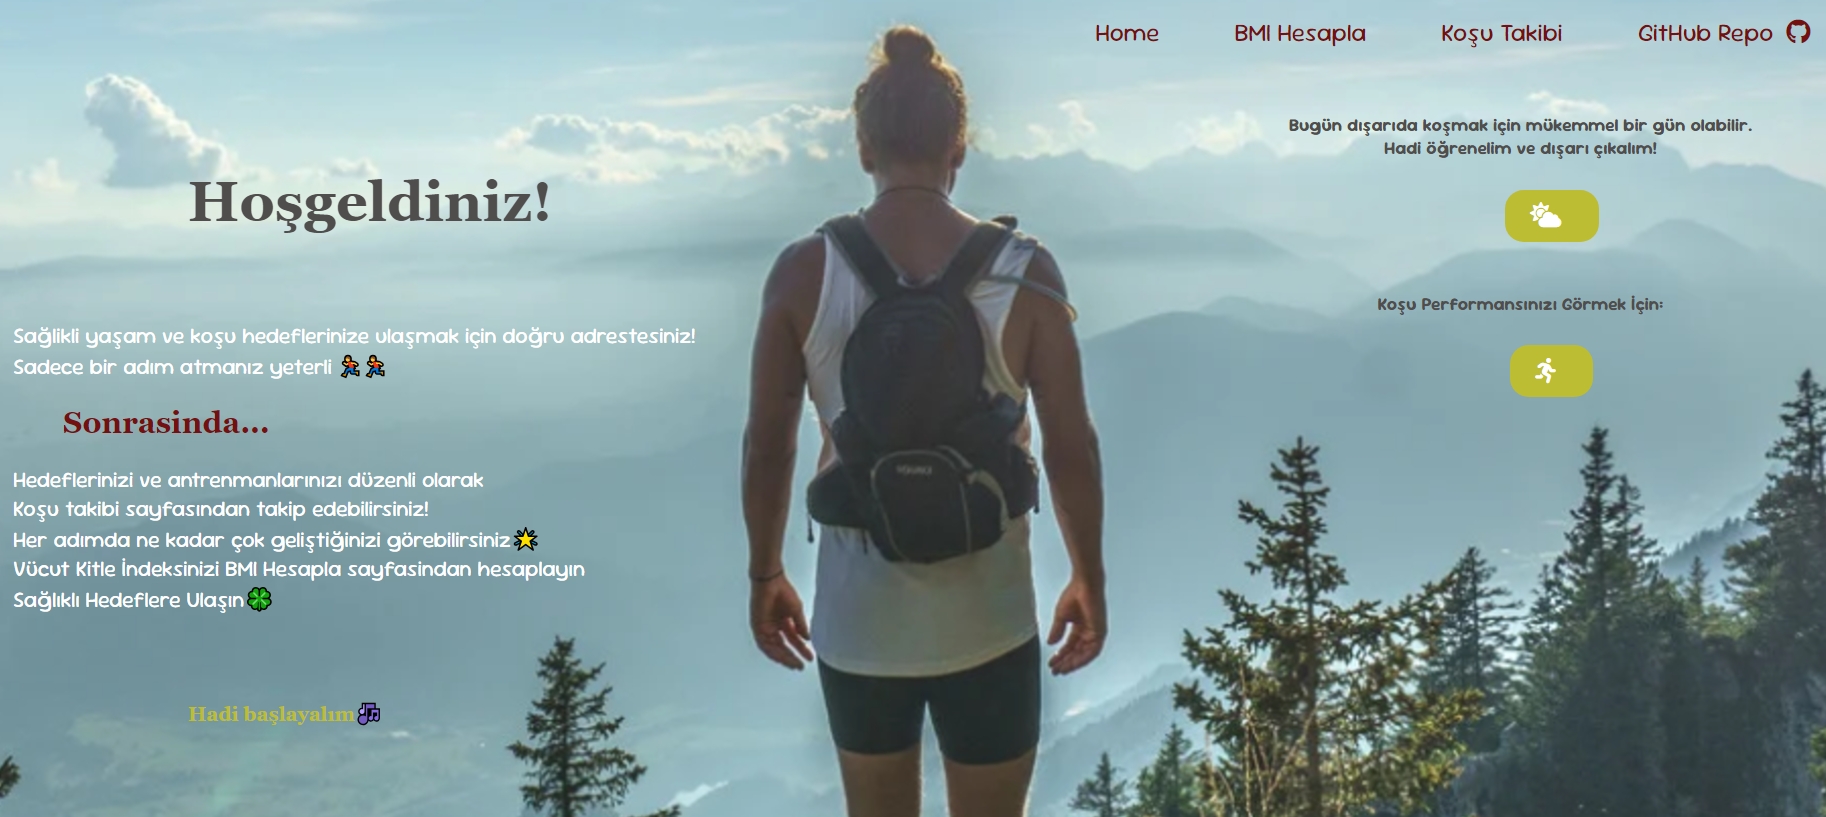 Home BMI Hesapla Koşu Takibi GitHub Repo
Hoşgeldiniz!
Sağlikli yaşam ve koşu hedeflerinize ulaşmak için doğru adrestesiniz!
Sadece bir adım atmanız yeterli 🏃🏃
Sonrasinda...
Hedeflerinizi ve antrenmanlarınızı düzenli olarak
Koşu takibi sayfasından takip edebilirsiniz!
Her adımda ne kadar çok geliştiğinizi görebilirsiniz🌟
Vücut Kitle İndeksinizi BMI Hesapla sayfasindan hesaplayın
Sağlıklı Hedeflere Ulaşın🍀
Hadi başlayalım🎶
Bugün dışarıda koşmak için mükemmel bir gün olabilir.
Hadi öğrenelim ve dışarı çıkalım!
Koşu Performansınızı Görmek İçin: